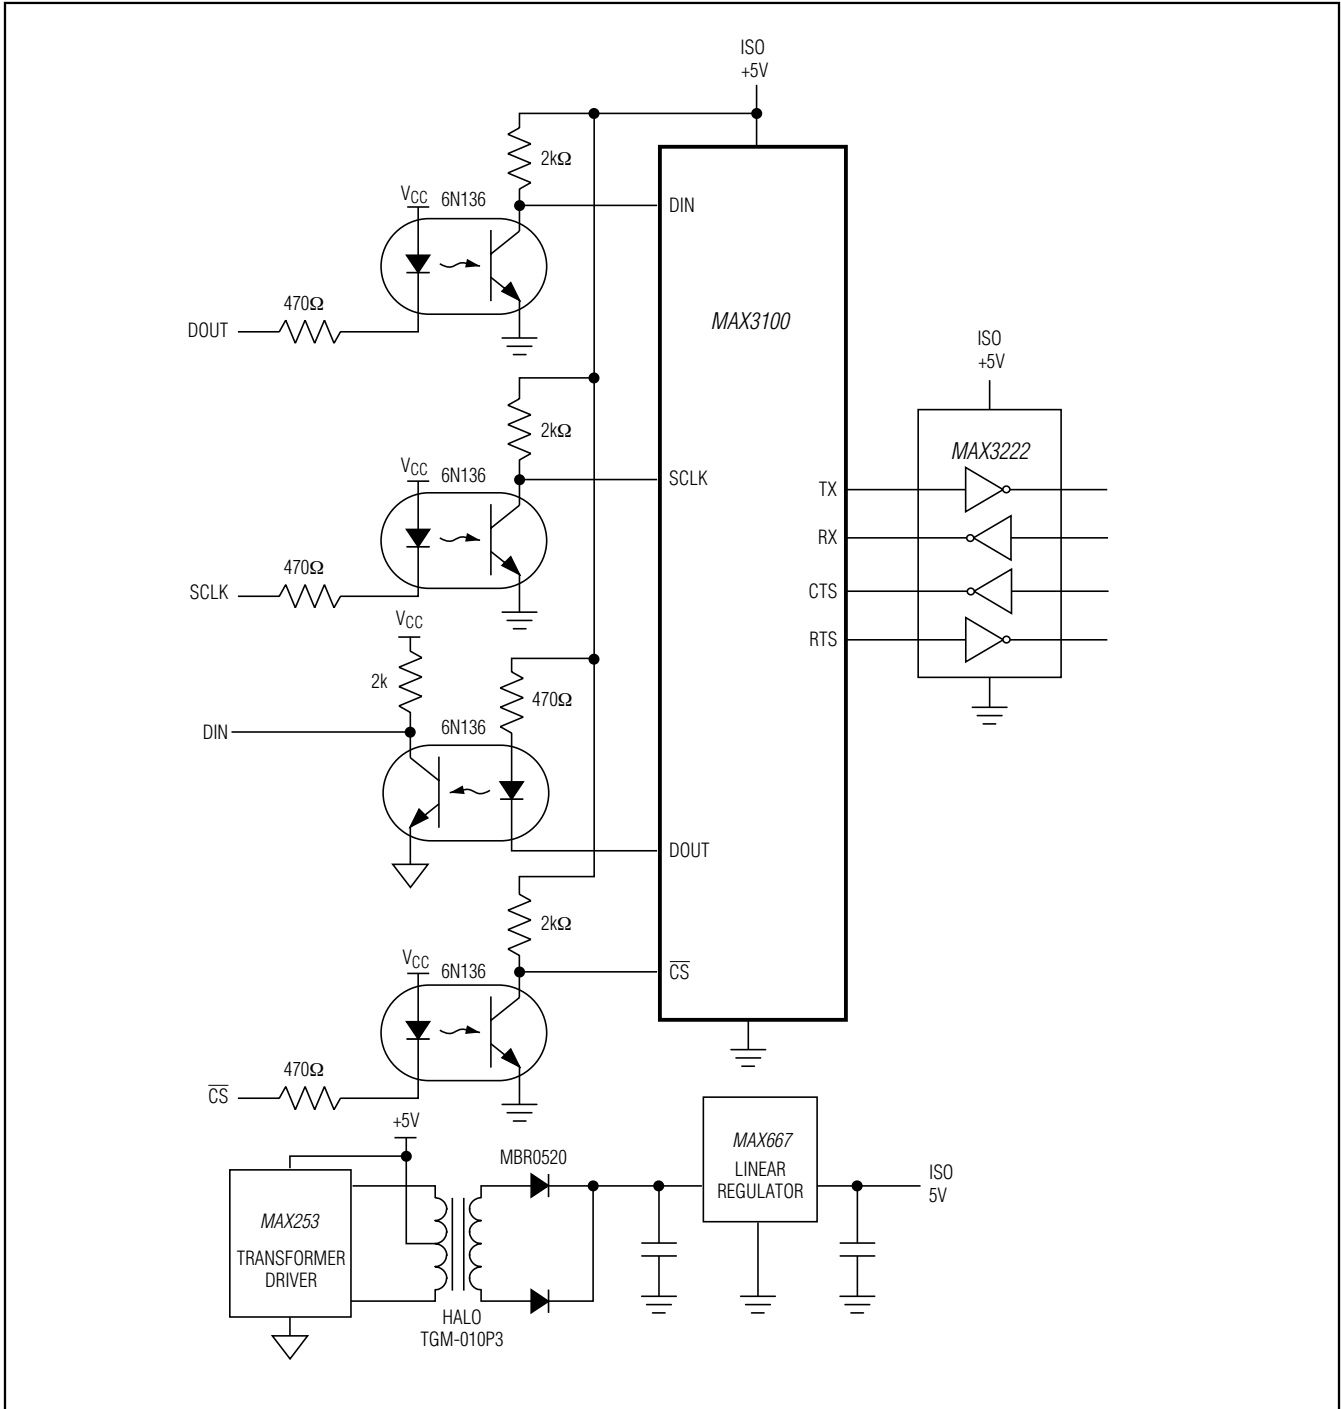 ISO
+5V
2kΩ
VCC
6N136
DIN
470Ω
DOUT
MAX3100
ISO
+5V
2kΩ
MAX3222
VCC
6N136
SCLK
TX
RX
470Ω
SCLK
CTS
VCC
RTS
2k
470Ω
6N136
DIN
DOUT
2kΩ
VCC
6N136
CS
470Ω
CS
+5V
MBR0520
MAX667
LINEAR
REGULATOR
ISO
5V
MAX253
TRANSFORMER
DRIVER
HALO
TGM-010P3